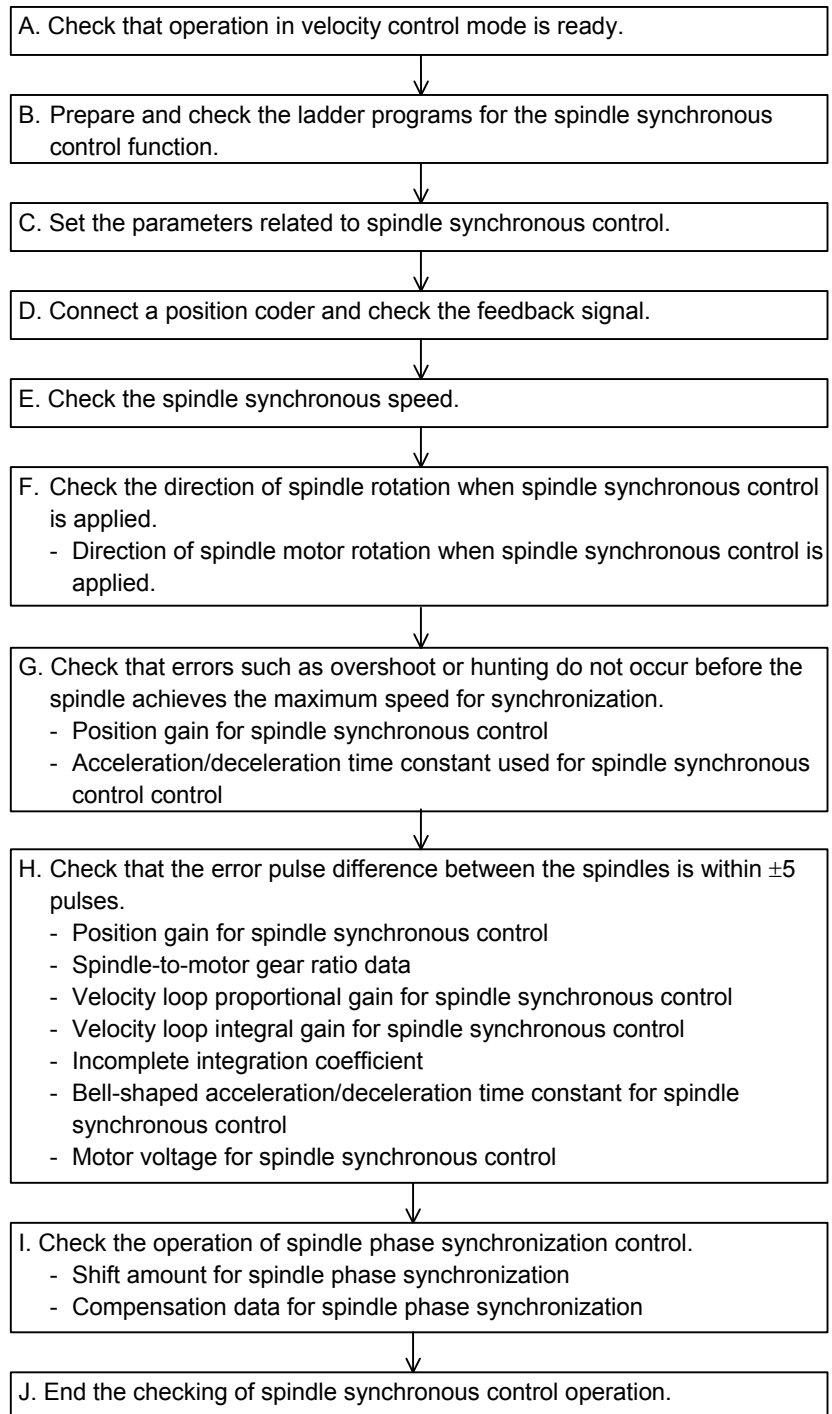 A. Check that operation in velocity control mode is ready.
B. Prepare and check the ladder programs for the spindle synchronous
control function.
C. Set the parameters related to spindle synchronous control.
D. Connect a position coder and check the feedback signal.
E. Check the spindle synchronous speed.
F. Check the direction of spindle rotation when spindle synchronous control
is applied.
- Direction of spindle motor rotation when spindle synchronous control is
applied.
G. Check that errors such as overshoot or hunting do not occur before the
spindle achieves the maximum speed for synchronization.
- Position gain for spindle synchronous control
- Acceleration/deceleration time constant used for spindle synchronous
control control
H. Check that the error pulse difference between the spindles is within ±5
pulses.
- Position gain for spindle synchronous control
- Spindle-to-motor gear ratio data
- Velocity loop proportional gain for spindle synchronous control
- Velocity loop integral gain for spindle synchronous control
- Incomplete integration coefficient
- Bell-shaped acceleration/deceleration time constant for spindle
synchronous control
- Motor voltage for spindle synchronous control
I. Check the operation of spindle phase synchronization control.
- Shift amount for spindle phase synchronization
- Compensation data for spindle phase synchronization
J. End the checking of spindle synchronous control operation.